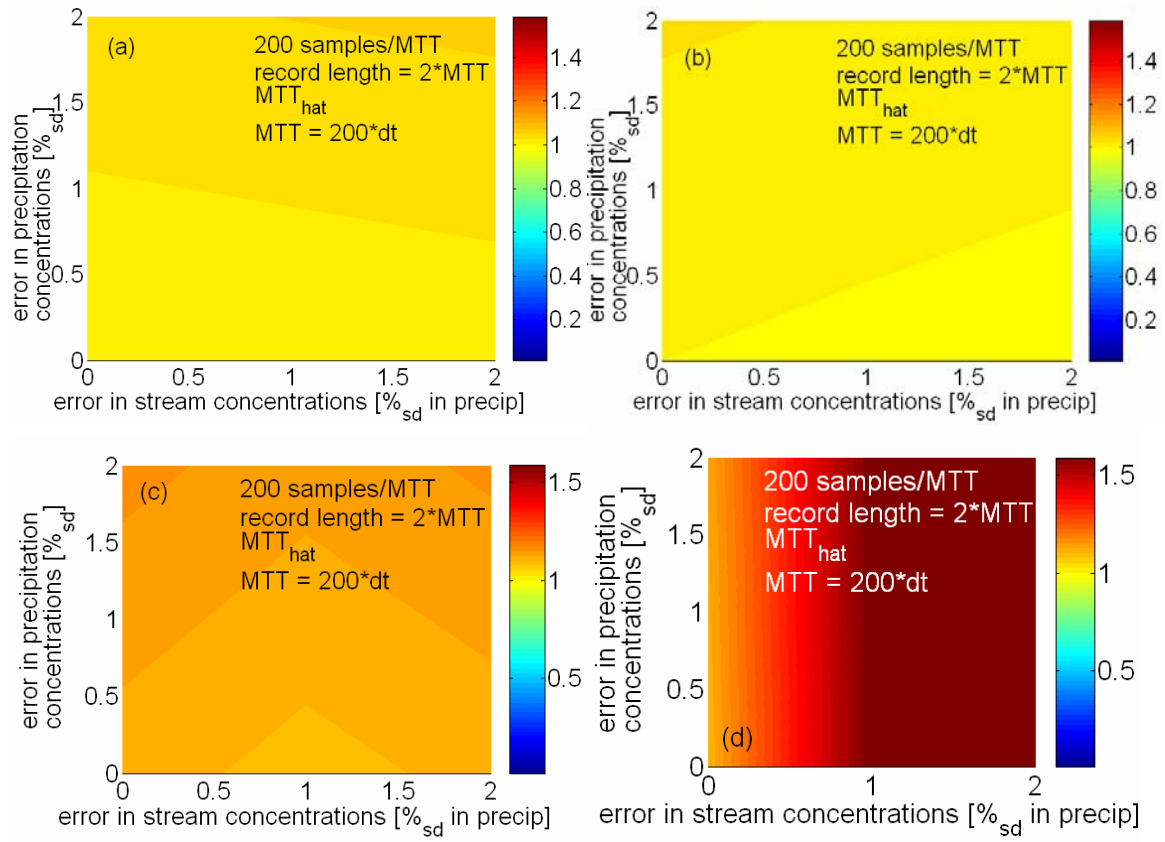 (a)
200 samples/MTT
record length = 2*MTT
MTThat
MTT = 200*dt
error in precipitation
concentrations [%sd]
2
1.5
1
0.5
0
0
0.5
1
1.5
2
error in stream concentrations [%sd in precip]
1.4
1.2
1
0.8
0.6
0.4
0.2
(b)
200 samples/MTT
record length = 2*MTT
MTThat
MTT = 200*dt
error in precipitation
concentrations [%sd]
2
1.5
1
0.5
0
0
0.5
1
1.5
2
error in stream concentrations [%sd in precip]
1.4
1.2
1
0.8
0.6
0.4
0.2
(c)
200 samples/MTT
record length = 2*MTT
MTThat
MTT = 200*dt
error in precipitation
concentrations [%sd]
2
1.5
1
0.5
0
0
0.5
1
1.5
2
error in stream concentrations [%sd in precip]
1.5
1
0.5
200 samples/MTT
record length = 2*MTT
MTThat
MTT = 200*dt
(d)
error in precipitation
concentrations [%sd]
2
1.5
1
0.5
0
0
1
2
error in stream concentrations [%sd in precip]
1.5
1
0.5